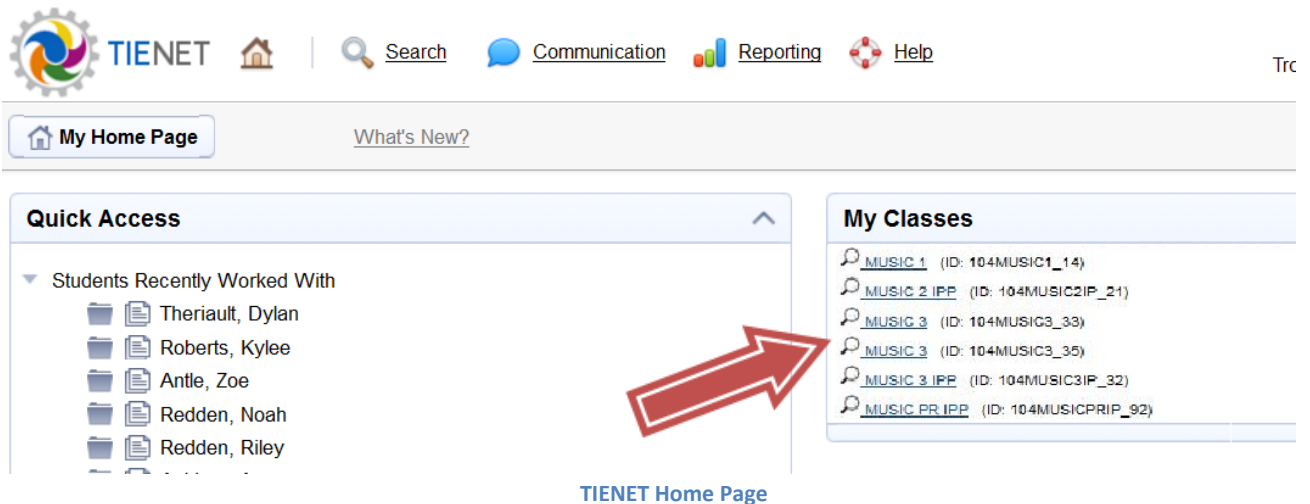 TIENET Search Communication Reporting Help
Tro
My Home Page What's New?
Quick Access
Students Recently Worked With
Theriault, Dylan
Roberts, Kylee
Antle, Zoe
Redden, Noah
Redden, Riley
My Classes
MUSIC 1 (ID: 104MUSIC1_14)
MUSIC 2 IPP (ID: 104MUSIC2IP_21)
MUSIC 3 (ID: 104MUSIC3_33)
MUSIC 3 (ID: 104MUSIC3_35)
MUSIC 3 IPP (ID: 104MUSIC3IP_32)
MUSIC PR IPP (ID: 104MUSICPRIP_92)
TIENET Home Page